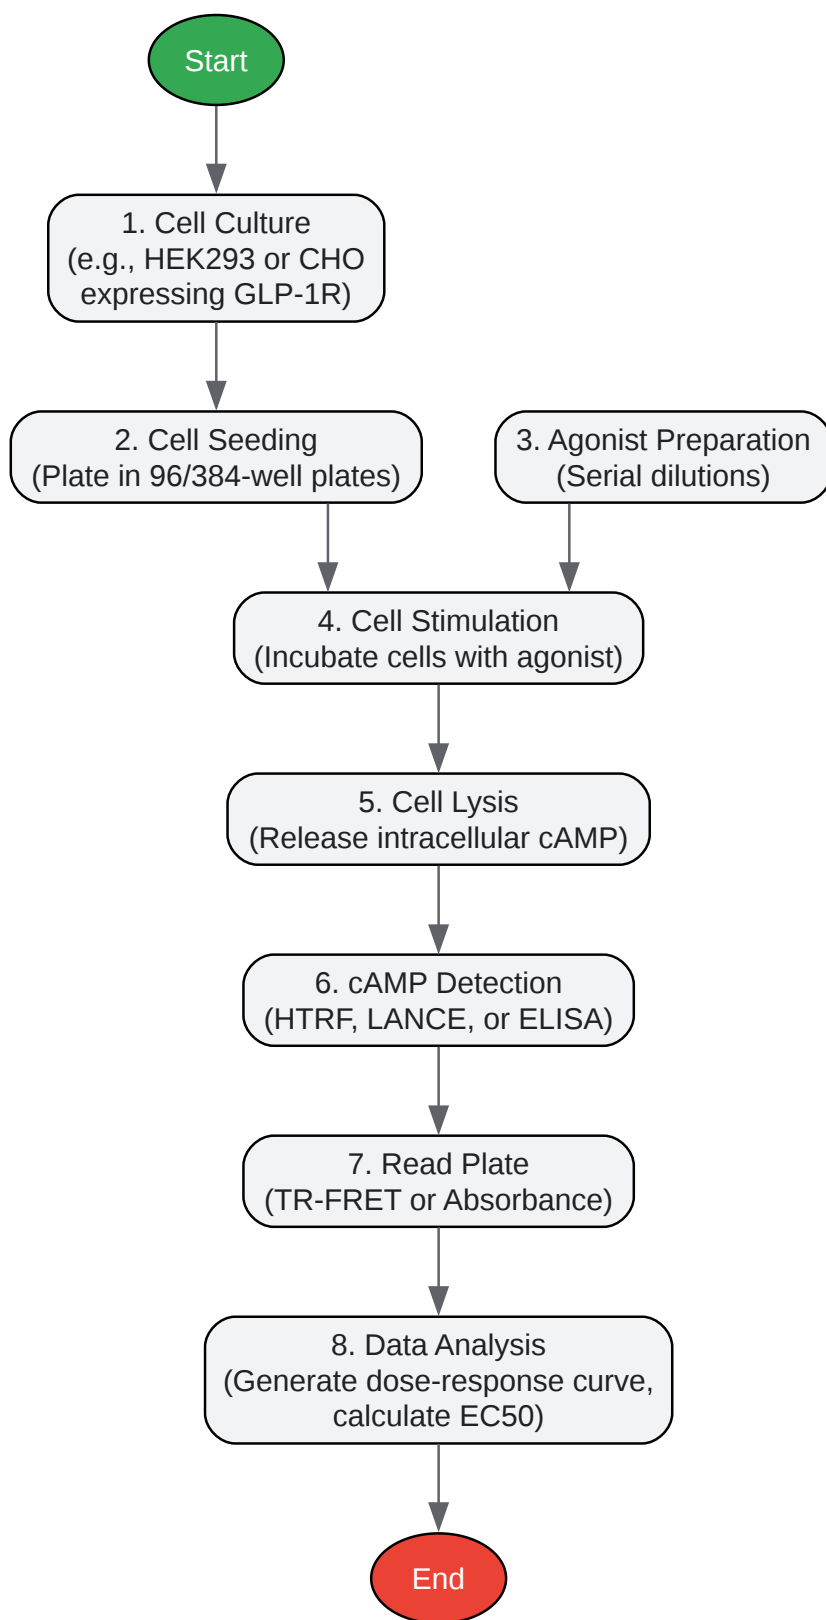 Start
1. Cell Culture
(e.g., HEK293 or CHO
expressing GLP-1R)
2. Cell Seeding
(Plate in 96/384-well plates)
3. Agonist Preparation
(Serial dilutions)
4. Cell Stimulation
(Incubate cells with agonist)
5. Cell Lysis
(Release intracellular cAMP)
6. cAMP Detection
(HTRF, LANCE, or ELISA)
7. Read Plate
(TR-FRET or Absorbance)
8. Data Analysis
(Generate dose-response curve,
calculate EC50)
End